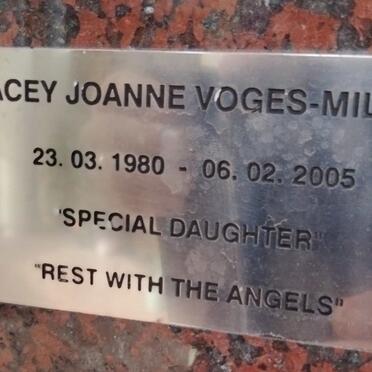 ACEY JOANNE VOGES-MIL
23. 03. 1980 - 06. 02. 2005
"SPECIAL DAUGHTER"
"REST WITH THE ANGELS"